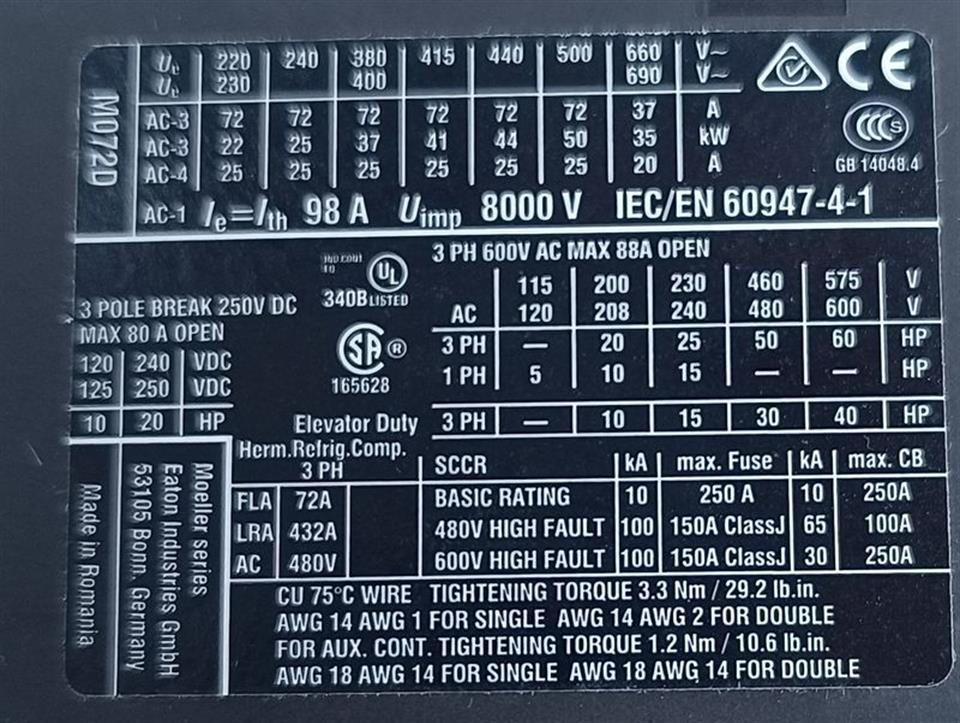 M072D
Ue 220 240 380 415 440 500 660 V~
Ue 230 400 690 V~
AC-3 72 72 72 72 72 72 37 A
AC-3 22 25 37 41 44 50 35 kW
AC-4 25 25 25 25 25 25 20 A
AC-1 Ie=Ith 98 A Uimp 8000 V IEC/EN 60947-4-1
CE
CCC S
GB 14048.4
3 POLE BREAK 250V DC
MAX 80 A OPEN
120 240 VDC
125 250 VDC
10 20 HP
IND.CONT
UL
340B LISTED
SA ®
165628
3 PH 600V AC MAX 88A OPEN
115 200 230 460 575 V
AC 120 208 240 480 600 V
3 PH — 20 25 50 60 HP
1 PH 5 10 15 — — HP
Elevator Duty 3 PH — 10 15 30 40 HP
Herm.Refrig.Comp.
3 PH
FLA 72A
LRA 432A
AC 480V
SCCR kA max. Fuse kA max. CB
BASIC RATING 10 250 A 10 250A
480V HIGH FAULT 100 150A ClassJ 65 100A
600V HIGH FAULT 100 150A ClassJ 30 250A
CU 75°C WIRE TIGHTENING TORQUE 3.3 Nm / 29.2 lb.in.
AWG 14 AWG 1 FOR SINGLE AWG 14 AWG 2 FOR DOUBLE
FOR AUX. CONT. TIGHTENING TORQUE 1.2 Nm / 10.6 lb.in.
AWG 18 AWG 14 FOR SINGLE AWG 18 AWG 14 FOR DOUBLE
Moeller series
Eaton Industries GmbH
53105 Bonn. Germany
Made in Romania